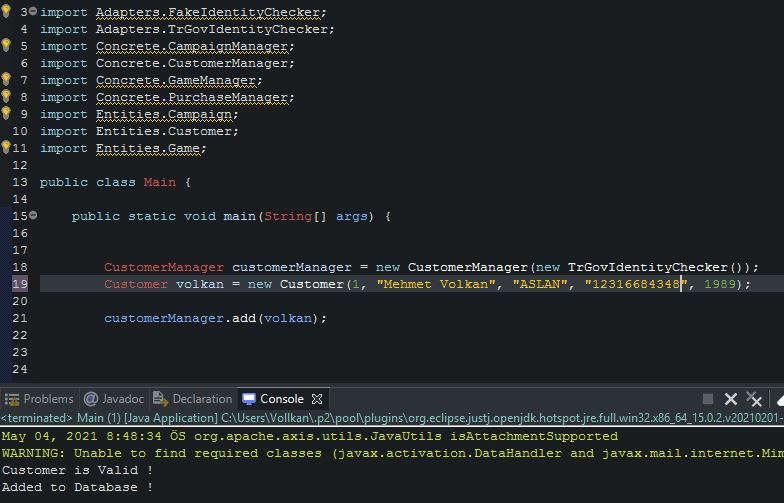 3 import Adapters.FakeIdentityChecker;
4 import Adapters.TrGovIdentityChecker;
5 import Concrete.CampaignManager;
6 import Concrete.CustomerManager;
7 import Concrete.GameManager;
8 import Concrete.PurchaseManager;
9 import Entities.Campaign;
10 import Entities.Customer;
11 import Entities.Game;
12
13 public class Main {
14
15 public static void main(String[] args) {
16
17
18 CustomerManager customerManager = new CustomerManager(new TrGovIdentityChecker());
19 Customer volkan = new Customer(1, "Mehmet Volkan", "ASLAN", "12316684348", 1989);
20
21 customerManager.add(volkan);
22
23
24
Problems @ Javadoc Declaration Console
<terminated> Main (1) [Java Application] C:\Users\Vollkan\.p2\pool\plugins\org.eclipse.justj.openjdk.hotspot.jre.full.win32.x86_64_15.0.2.v20210201-
May 04, 2021 8:48:34 ÖS org.apache.axis.utils.JavaUtils isAttachmentSupported
WARNING: Unable to find required classes (javax.activation.DataHandler and javax.mail.internet.Mim
Customer is Valid !
Added to Database !